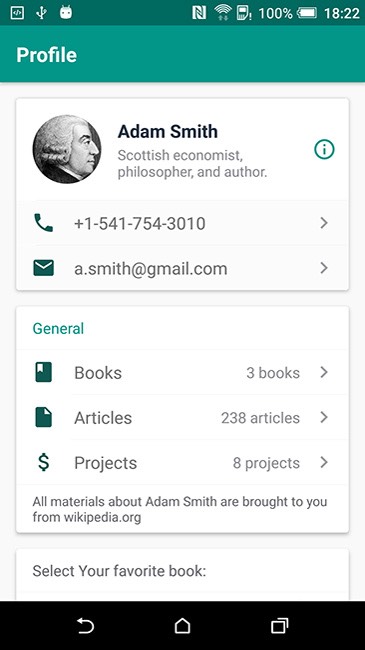 100% 18:22
Profile
Adam Smith
Scottish economist,
philosopher, and author.
+1-541-754-3010
a.smith@gmail.com
General
Books 3 books
Articles 238 articles
$ Projects 8 projects
All materials about Adam Smith are brought to you
from wikipedia.org
Select Your favorite book: